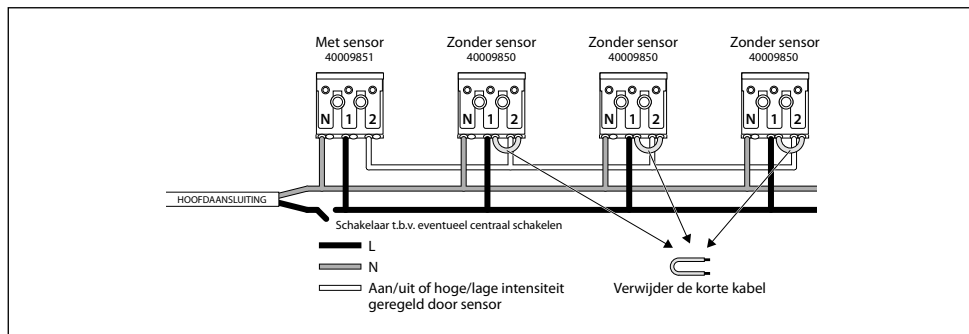 Met sensor
40009851
Zonder sensor
40009850
Zonder sensor
40009850
Zonder sensor
40009850
N 1 2
N 1 2
N 1 2
N 1 2
HOOFDAANSLUITING
Schakelaar t.b.v. eventueel centraal schakelen
L
N
Aan/uit of hoge/lage intensiteit
geregeld door sensor
Verwijder de korte kabel